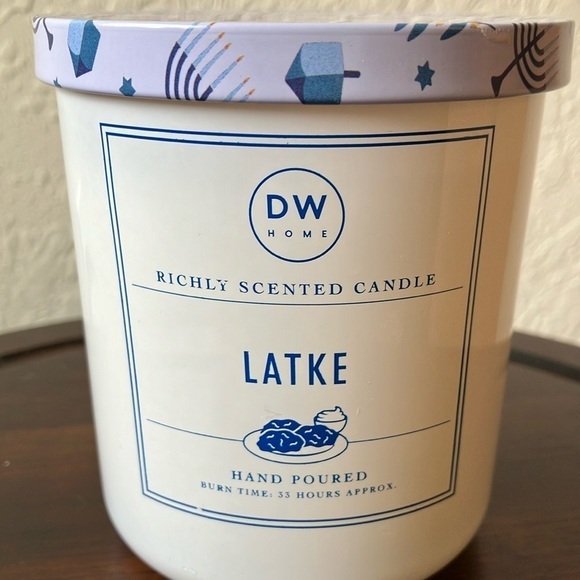 DW
HOME
RICHLY SCENTED CANDLE
LATKE
HAND POURED
BURN TIME: 33 HOURS APPROX.